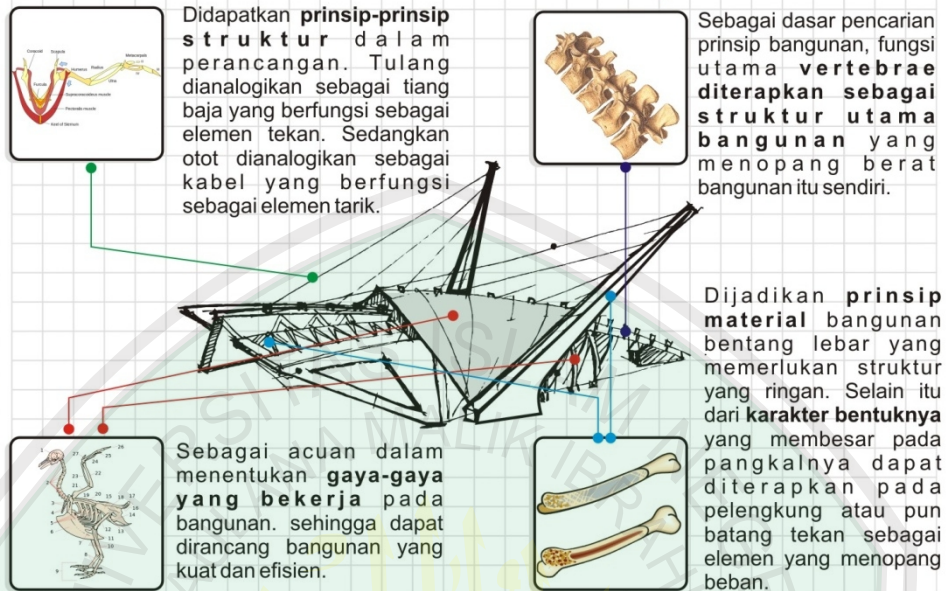 Didapatkan prinsip-prinsip
struktur dalam
perancangan. Tulang
dianalogikan sebagai tiang
baja yang berfungsi sebagai
elemen tekan. Sedangkan
otot dianalogikan sebagai
kabel yang berfungsi
sebagai elemen tarik.
Sebagai dasar pencarian
prinsip bangunan, fungsi
utama vertebrae
diterapkan sebagai
struktur utama
bangunan yang
menopang berat
bangunan itu sendiri.
Dijadikan prinsip
material bangunan
bentang lebar yang
memerlukan struktur
yang ringan. Selain itu
dari karakter bentuknya
yang membesar pada
pangkalnya dapat
diterapkan pada
pelengkung atau pun
batang tekan sebagai
elemen yang menopang
beban.
Sebagai acuan dalam
menentukan gaya-gaya
yang bekerja pada
bangunan. sehingga dapat
dirancang bangunan yang
kuat dan efisien.